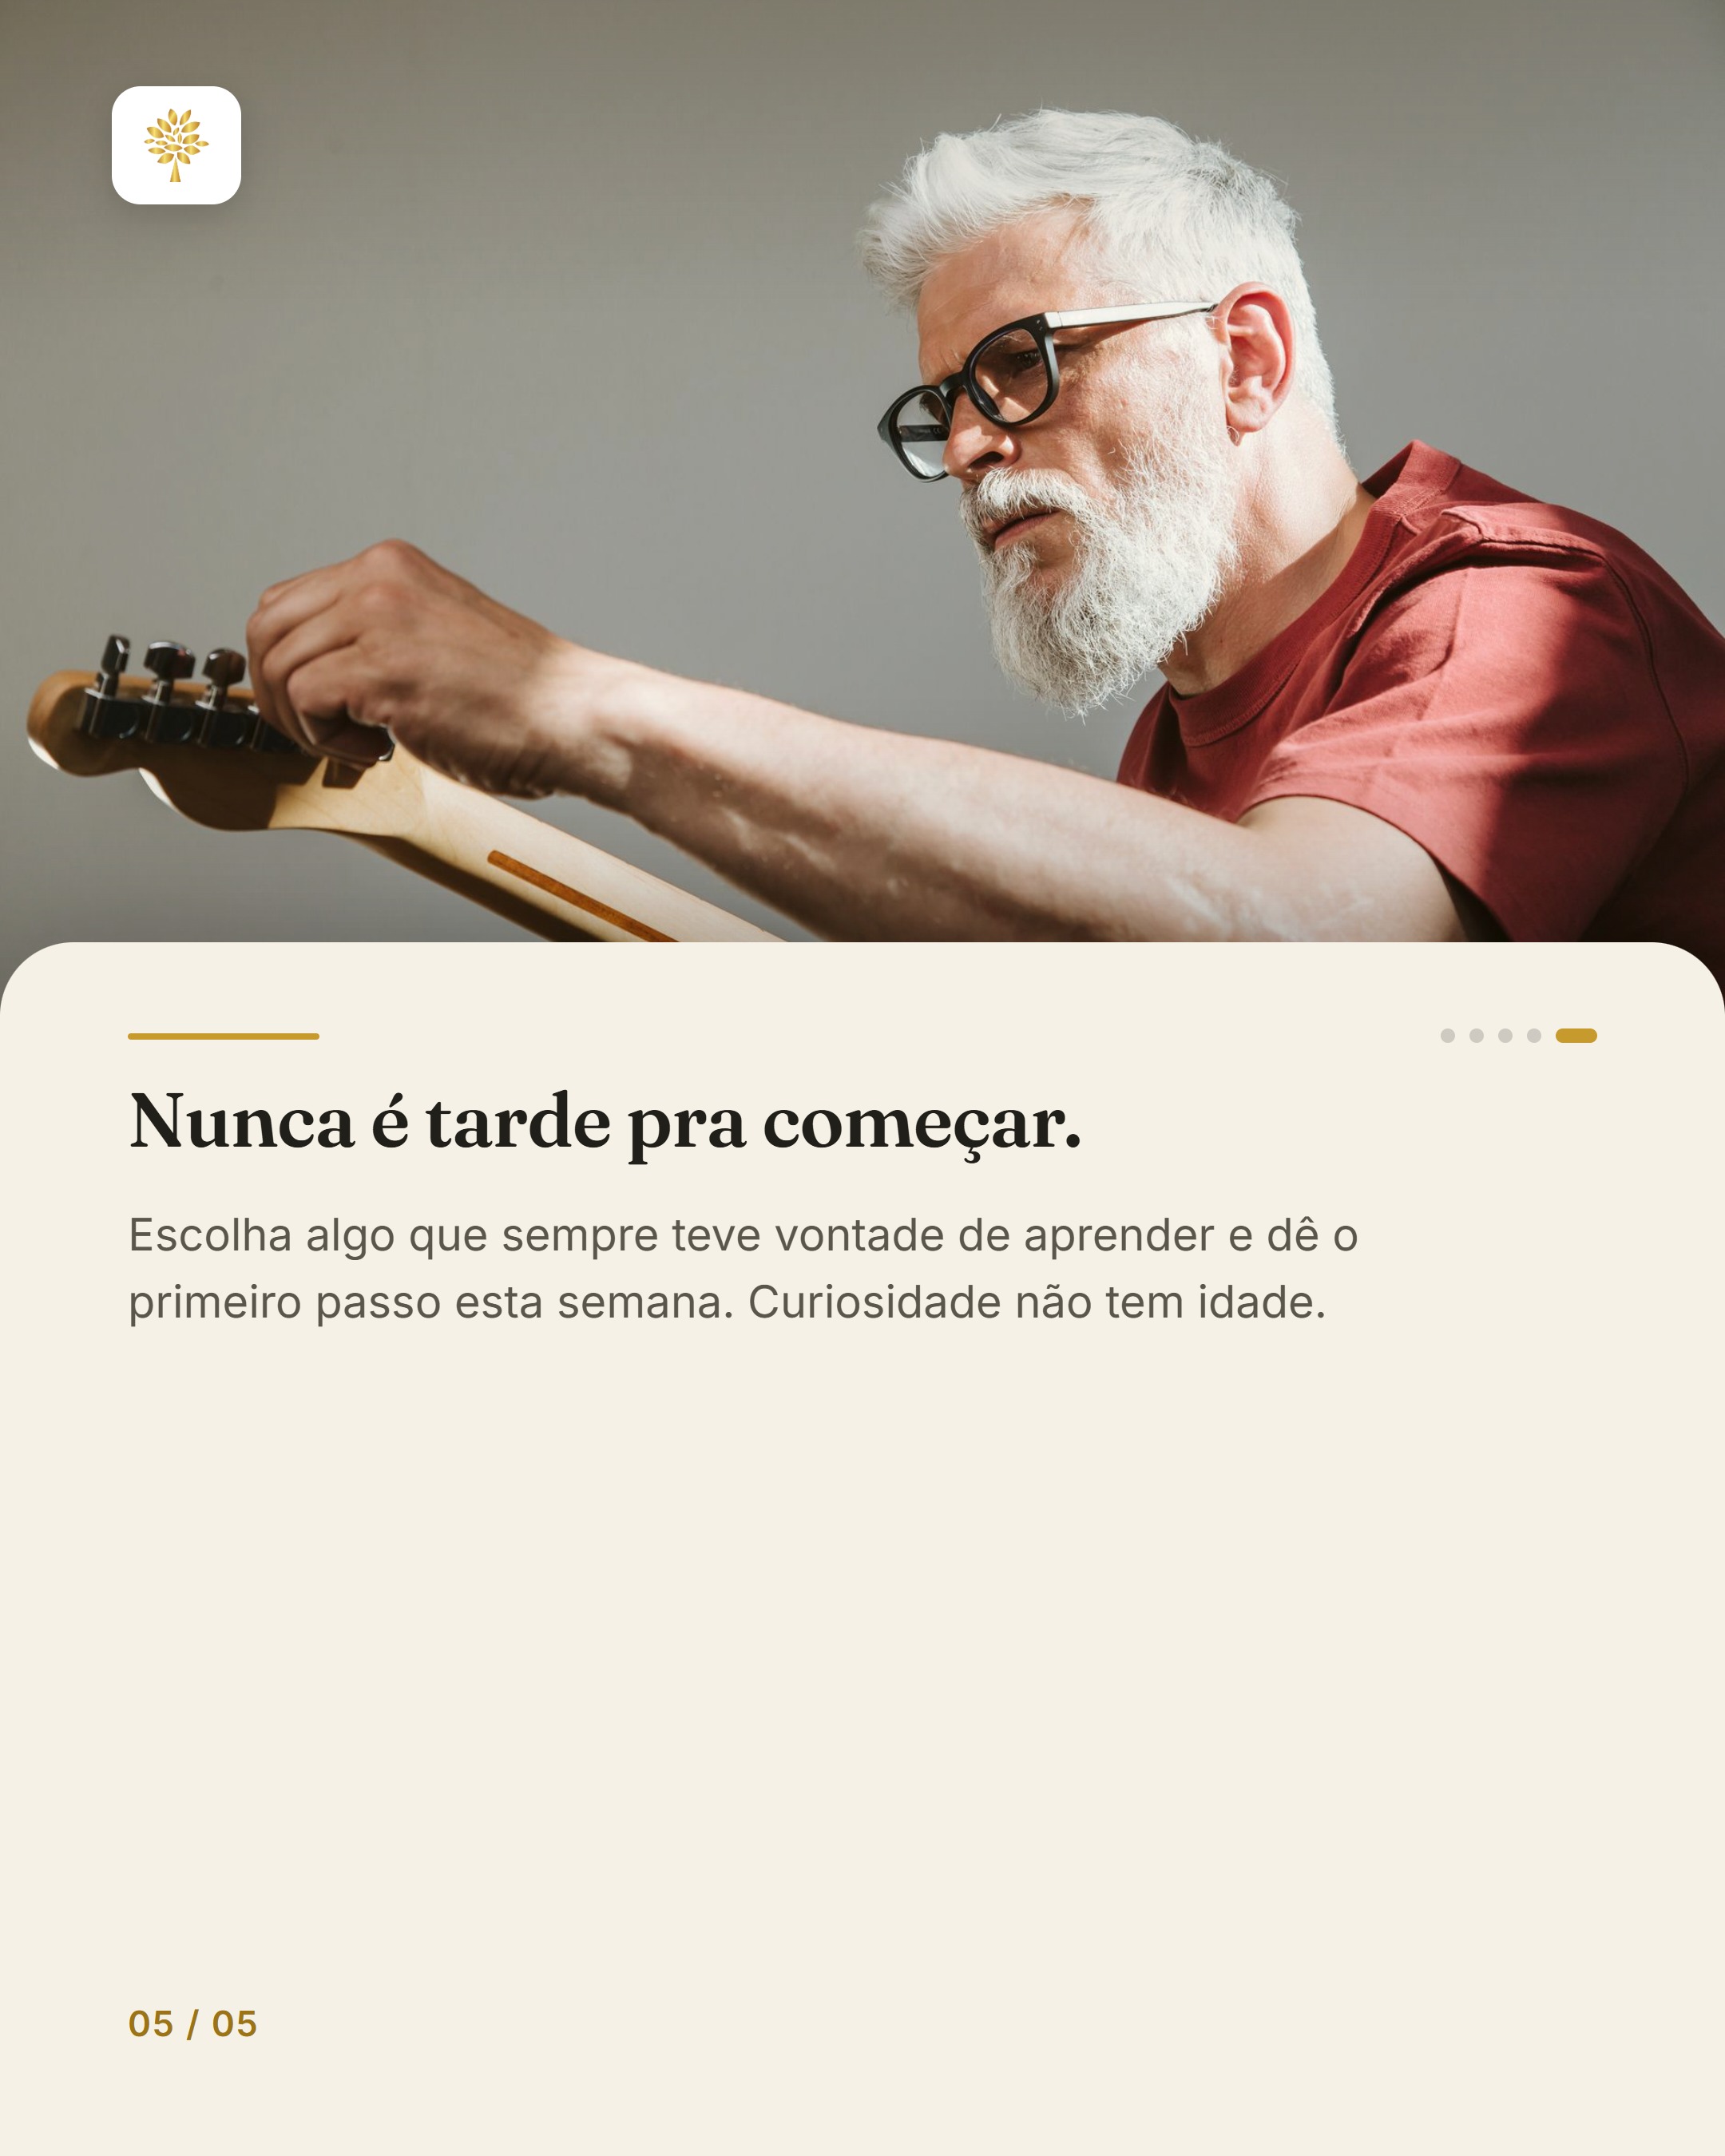 Nunca é tarde pra começar.
Escolha algo que sempre teve vontade de aprender e dê o
primeiro passo esta semana. Curiosidade não tem idade.
05 / 05